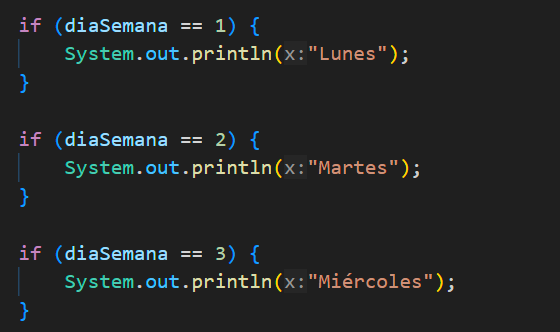 if (diaSemana == 1) {
    System.out.println(x:"Lunes");
}
if (diaSemana == 2) {
    System.out.println(x:"Martes");
}
if (diaSemana == 3) {
    System.out.println(x:"Miércoles");
}